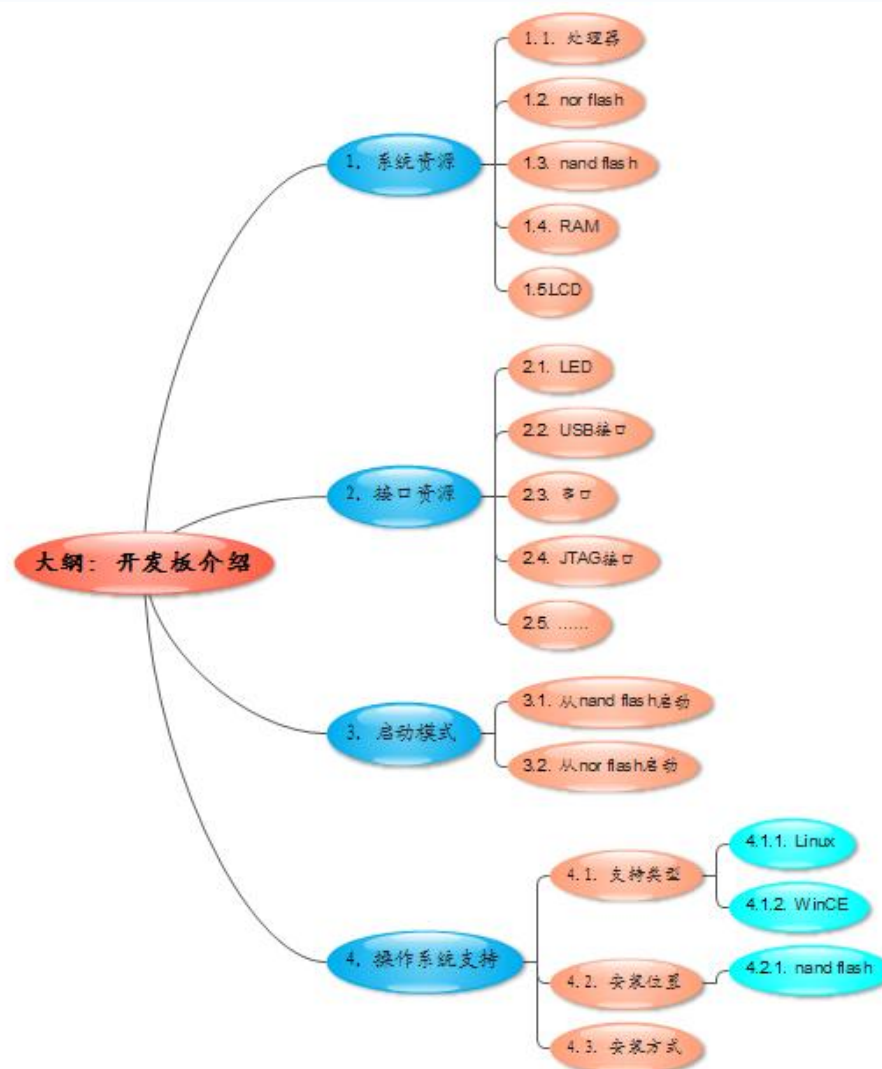 大纲：开发板介绍
1. 系统资源
1.1. 处理器
1.2. nor flash
1.3. nand flash
1.4. RAM
1.5LCD
2. 接口资源
2.1. LED
2.2. USB接口
2.3. 串口
2.4. JTAG接口
2.5. ......
3. 启动模式
3.1. 从nand flash启动
3.2. 从nor flash启动
4. 操作系统支持
4.1. 支持类型
4.1.1. Linux
4.1.2. WinCE
4.2. 安装位置
4.2.1. nand flash
4.3. 安装方式